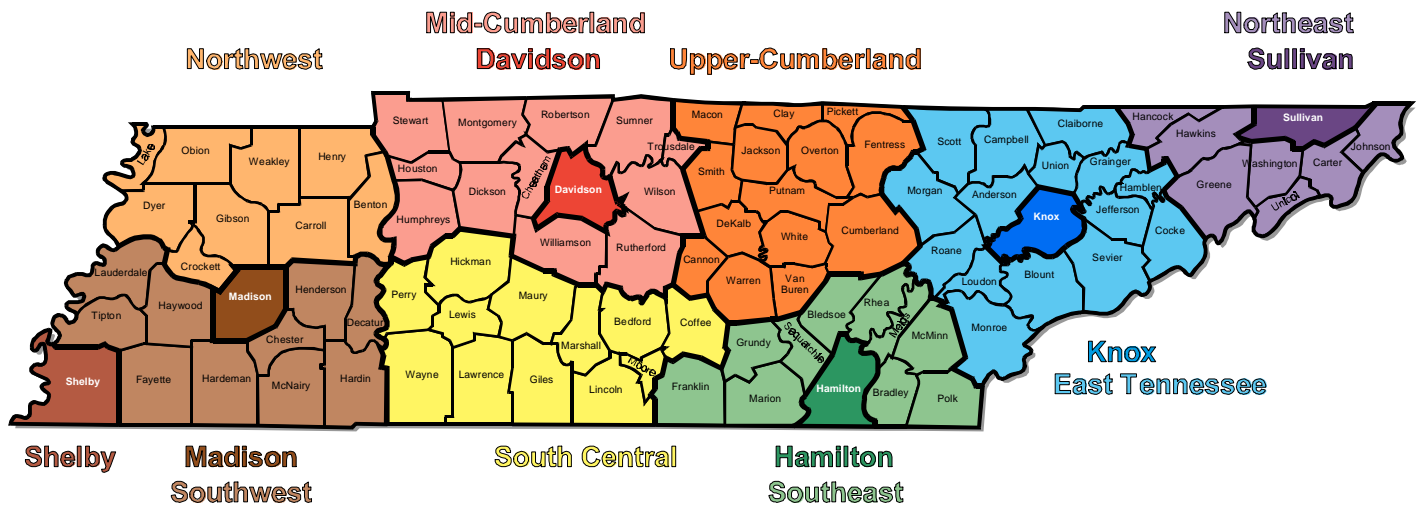 Mid-Cumberland
Northeast
Northwest
Davidson
Upper-Cumberland
Sullivan
Stewart
Montgomery
Robertson
Sumner
Trousdale
Macon
Clay
Pickett
Scott
Campbell
Claiborne
Hancock
Hawkins
Sullivan
Johnson
Lake
Obion
Weakley
Henry
Houston
Dickson
Cheatham
Davidson
Wilson
Smith
Jackson
Overton
Fentress
Putnam
Morgan
Anderson
Union
Grainger
Hamblen
Greene
Washington
Carter
Unicoi
Dyer
Gibson
Carroll
Benton
Humphreys
Williamson
Rutherford
DeKalb
White
Cumberland
Roane
Knox
Jefferson
Cocke
Sevier
Crockett
Lauderdale
Haywood
Madison
Henderson
Decatur
Perry
Hickman
Maury
Cannon
Warren
Van
Buren
Bledsoe
Rhea
Meigs
Loudon
Blount
Tipton
Chester
Lewis
Marshall
Bedford
Coffee
Grundy
Sequatchie
McMinn
Monroe
Shelby
Fayette
Hardeman
McNairy
Hardin
Wayne
Lawrence
Giles
Lincoln
Moore
Franklin
Marion
Hamilton
Bradley
Polk
Knox
East Tennessee
Shelby
Madison
Southwest
South Central
Hamilton
Southeast